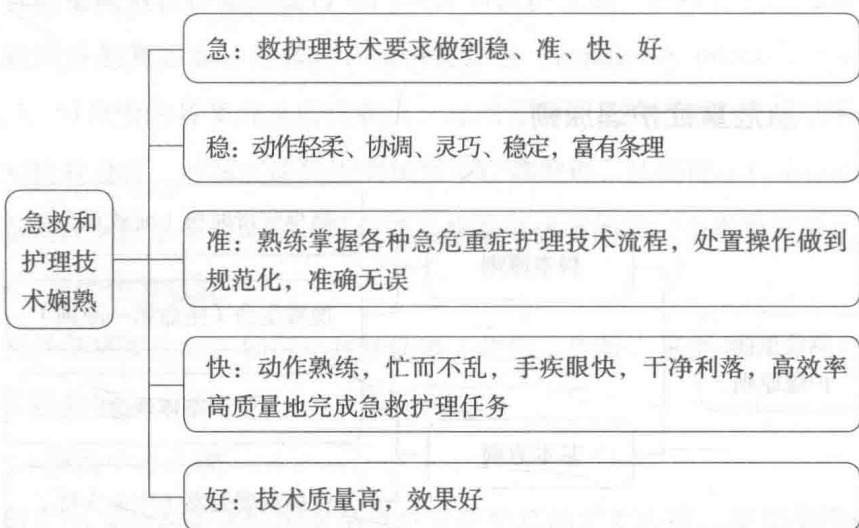 急：救护理技术要求做到稳、准、快、好
稳：动作轻柔、协调、灵巧、稳定，富有条理
急救和
护理技
术娴熟
准：熟练掌握各种急危重症护理技术流程，处置操作做到
规范化，准确无误
快：动作熟练，忙而不乱，手疾眼快，干净利落，高效率
高质量地完成急救护理任务
好：技术质量高，效果好